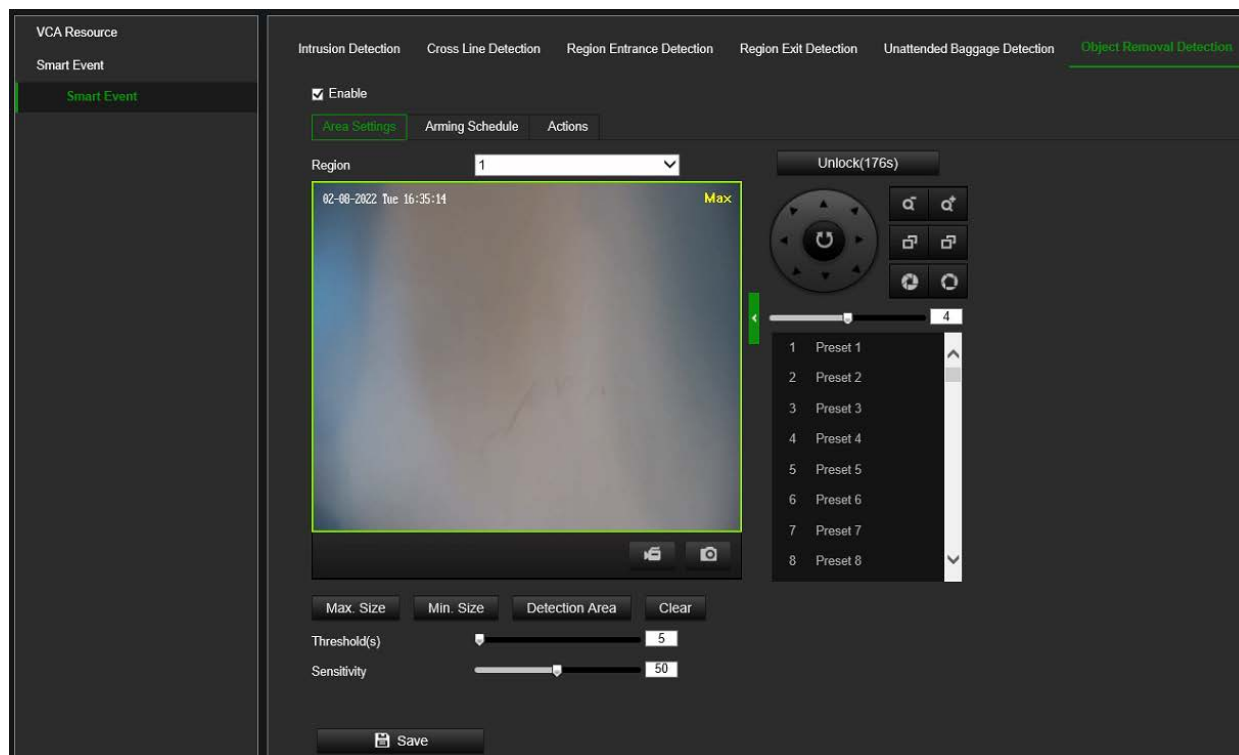 VCA Resource
Smart Event
Smart Event
Intrusion Detection Cross Line Detection Region Entrance Detection Region Exit Detection Unattended Baggage Detection Object Removal Detection
Enable
Area Settings Arming Schedule Actions
Region 1 Unlock(176s)
02-08-2022 Tue 16:35:14 Max
4
1 Preset 1
2 Preset 2
3 Preset 3
4 Preset 4
5 Preset 5
6 Preset 6
7 Preset 7
8 Preset 8
Max. Size Min. Size Detection Area Clear
Threshold(s) 5
Sensitivity 50
Save